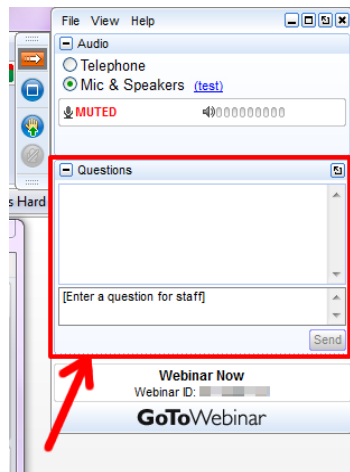 File View Help
Audio
Telephone
Mic & Speakers (test)
MUTED
Questions
s Hard
[Enter a question for staff]
Send
Webinar Now
Webinar ID:
GoToWebinar